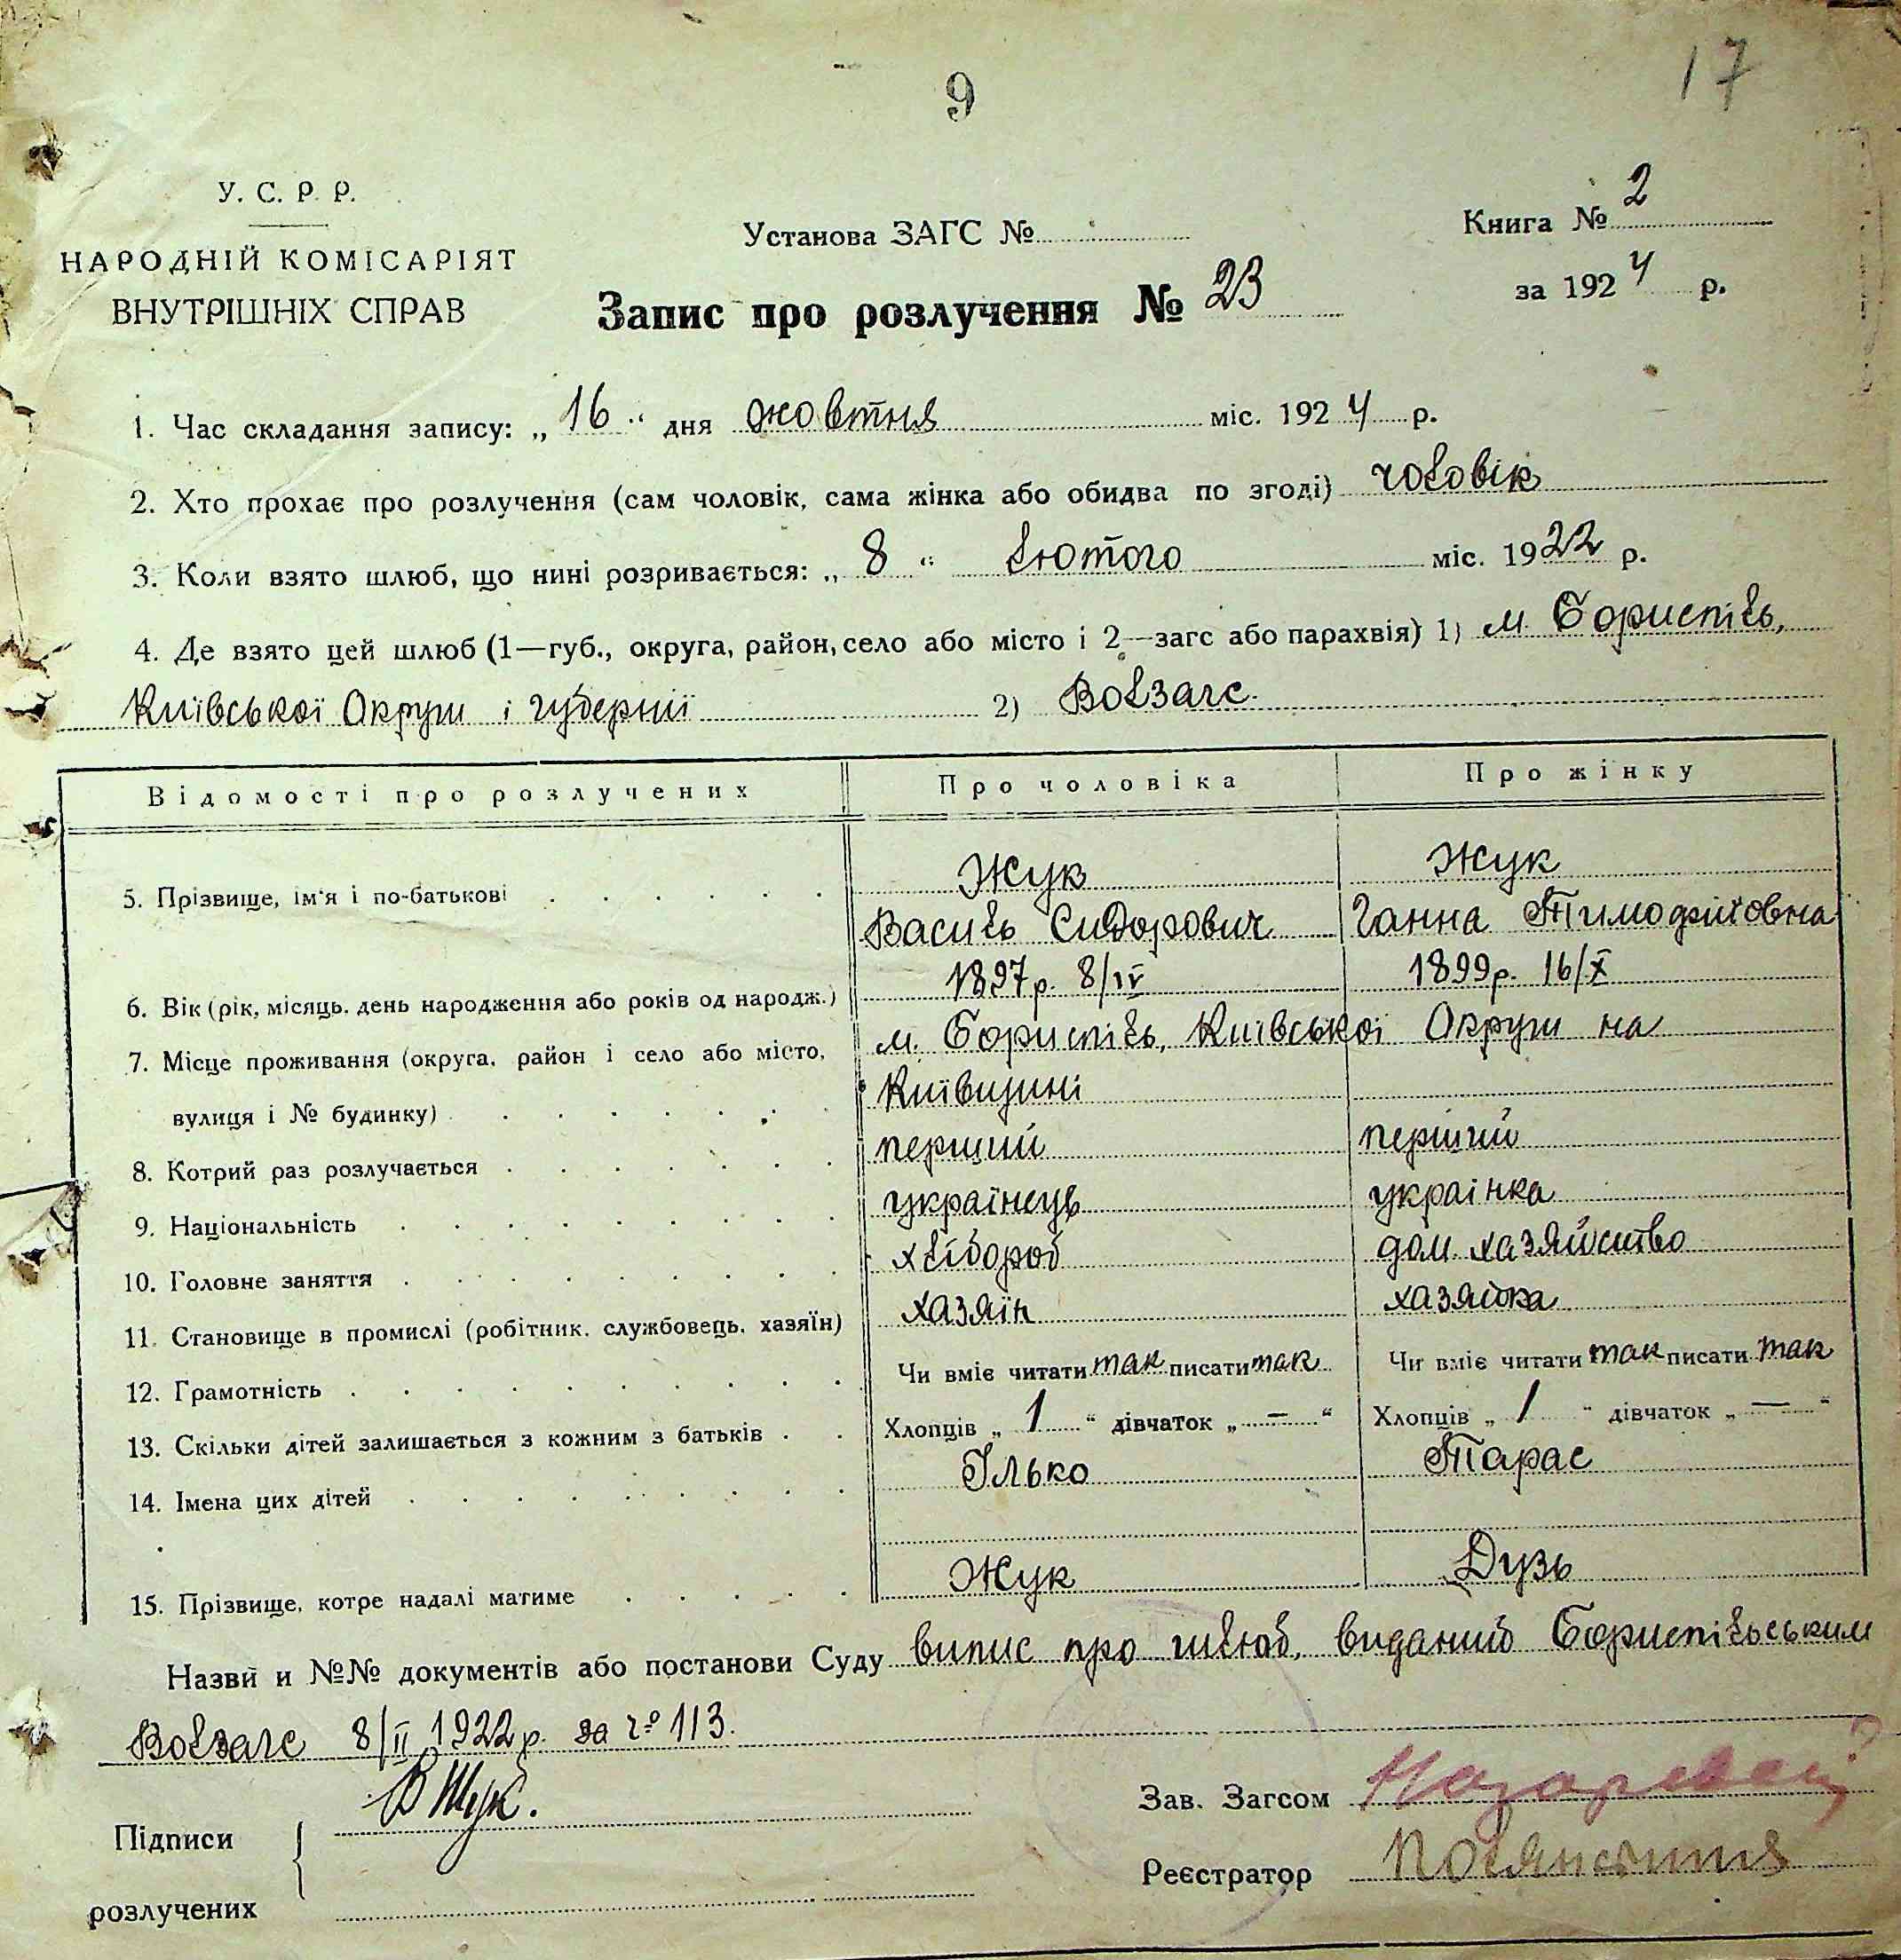 9
17
У. С. Р. Р.
НАРОДНІЙ КОМІСАРІЯТ
ВНУТРІШНІХ СПРАВ
Установа ЗАГС №
Книга № 2
за 1924 р.
Запис про розлучення № 23
1. Час складання запису: „16“ дня жовтня міс. 1924 р.
2. Хто прохає про розлучення (сам чоловік, сама жінка або обидва по згоді) чоловік
3. Коли взято шлюб, що нині розривається: „8“ лютого міс. 1922 р.
4. Де взято цей шлюб (1—губ., округа, район, село або місто і 2—загс або парахвія) 1) м. Бориспіль,
Київської Округи і губернії 2) Волзагс.
Відомості про розлучених Про чоловіка Про жінку
5. Прізвище, ім'я і по-батькові Жук Жук
Василь Сидорович Ганна Тимофиїовна
6. Вік (рік, місяць, день народження або років од народж.) 1897 р. 8/IV 1899 р. 16/X
7. Місце проживання (округа, район і село або місто, м. Бориспіль, Київської Округи на
вулиця і № будинку) Київщині
8. Котрий раз розлучається перший перший
9. Національність українець українка
10. Головне заняття хлібороб дом. хазяйство
11. Становище в промислі (робітник, службовець, хазяїн) хазяїн хазяйка
12. Грамотність Чи вміє читати так писати так Чи вміє читати так писати так
13. Скільки дітей залишається з кожним з батьків Хлопців „1“ дівчаток „—“ Хлопців „1“ дівчаток „—“
14. Імена цих дітей Ілько Тарас
15. Прізвище, котре надалі матиме Жук Дузь
Назви и №№ документів або постанови Суду випис про шлюб, виданий Бориспільським
Волзагс 8/II 1922 р. за ч° 113.
Підписи В Жук.
розлучених
Зав. Загсом
Реєстратор